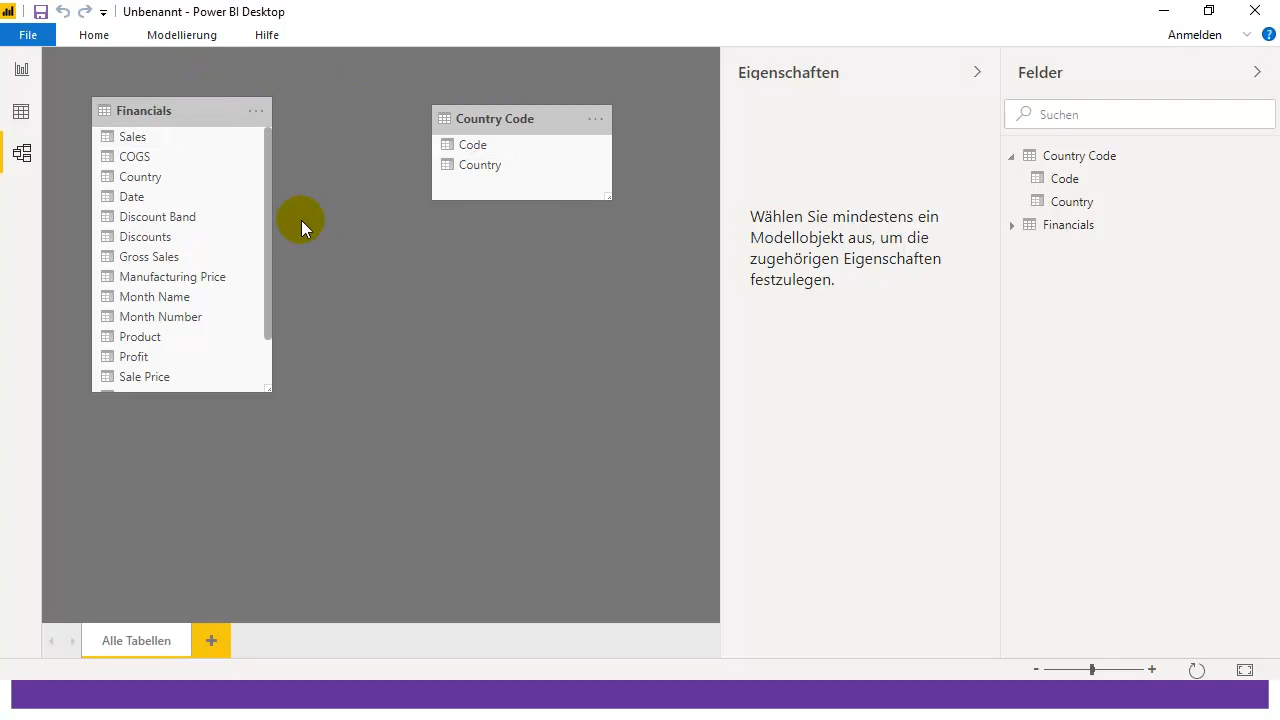 Unbenannt - Power BI Desktop
File Home Modellierung Hilfe Anmelden ?
Financials ···
Sales
COGS
Country
Date
Discount Band
Discounts
Gross Sales
Manufacturing Price
Month Name
Month Number
Product
Profit
Sale Price
Country Code ···
Code
Country
Eigenschaften
Wählen Sie mindestens ein
Modellobjekt aus, um die
zugehörigen Eigenschaften
festzulegen.
Felder
Suchen
Country Code
Code
Country
Financials
Alle Tabellen +
- +